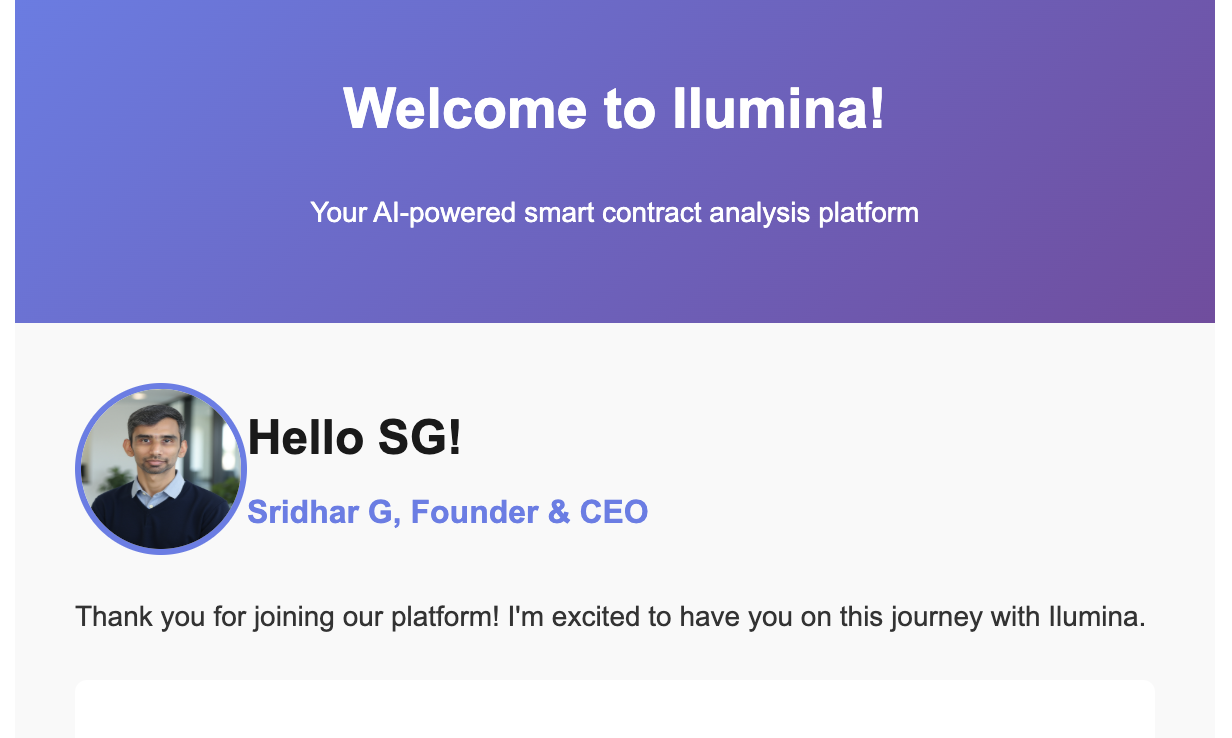 Welcome to Ilumina!
Your AI-powered smart contract analysis platform
Hello SG!
Sridhar G, Founder & CEO
Thank you for joining our platform! I'm excited to have you on this journey with Ilumina.